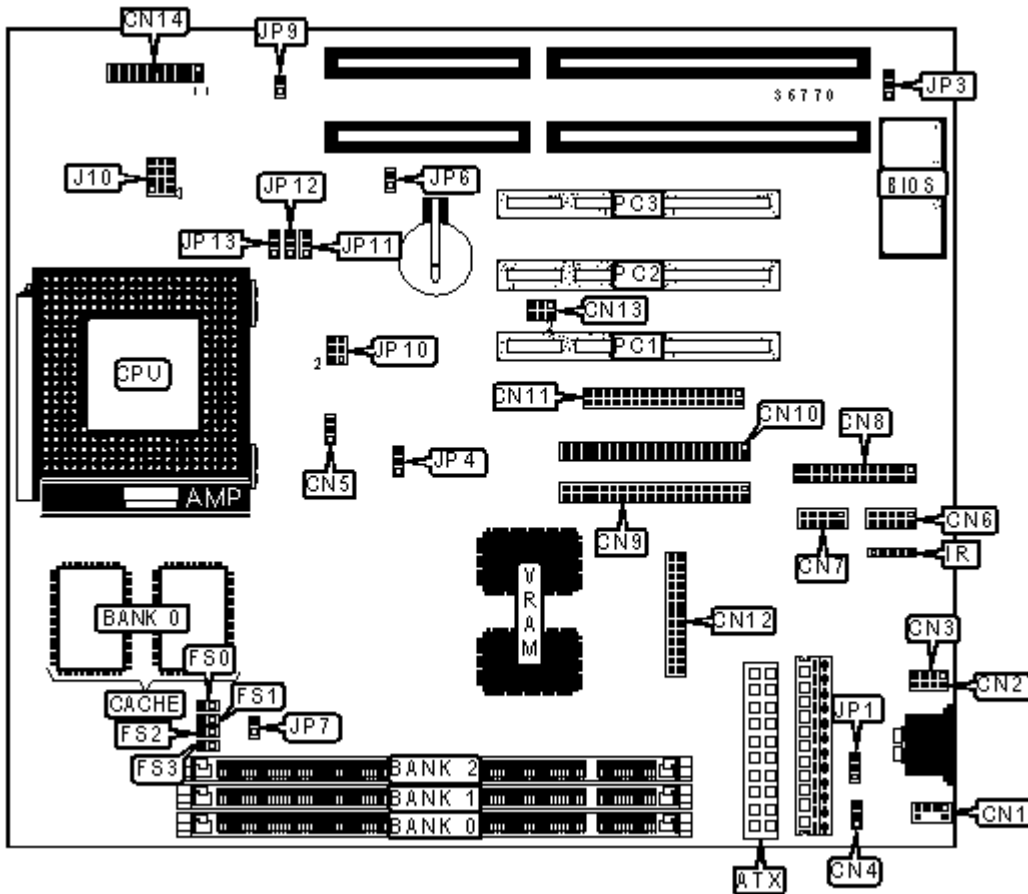 CN14
JP9
36770
JP3
J10
JP12
JP6
PC3
BIOS
JP13
JP11
PC2
CN13
CPU
2
JP10
PC1
CN11
CN10
CN8
CN5
JP4
AMP
CN9
CN7
CN6
IR
VRAM
BANK 0
CN12
CN3
FS0
CACHE
FS1
CN2
FS2
JP7
JP1
FS3
BANK 2
BANK 1
BANK 0
CN1
CN4
ATX